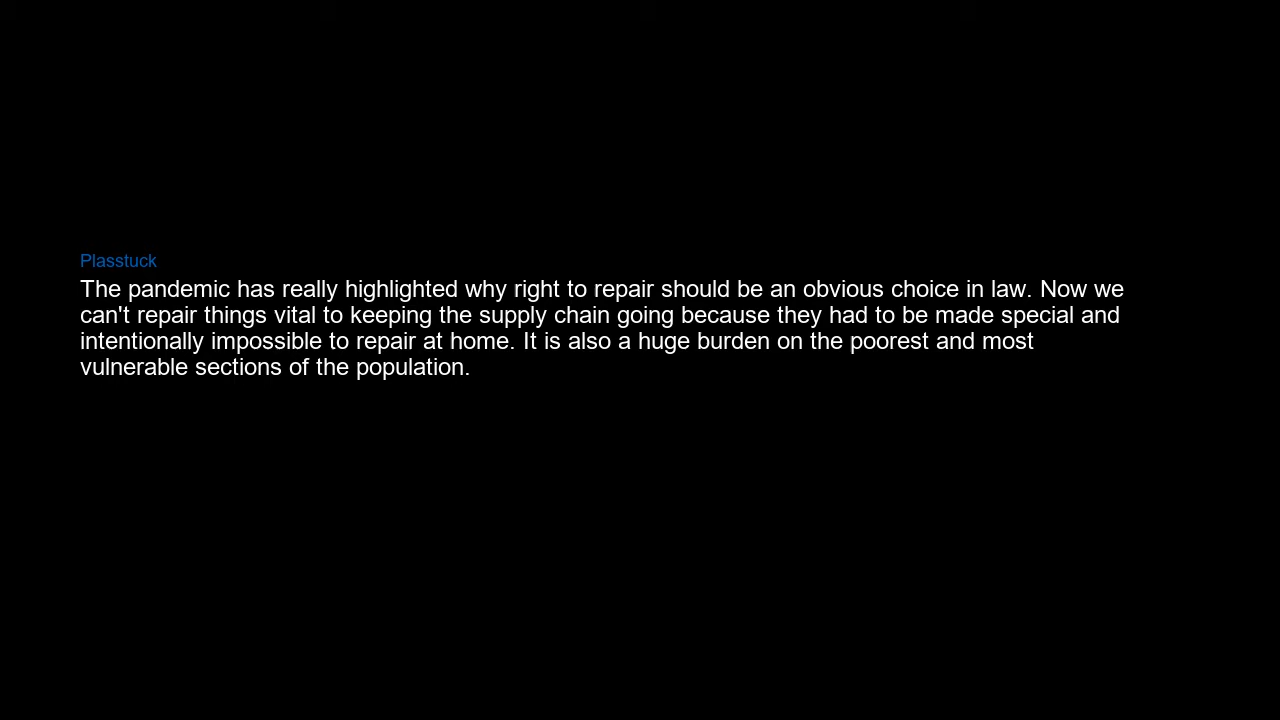 Plasstuck
The pandemic has really highlighted why right to repair should be an obvious choice in law. Now we
can't repair things vital to keeping the supply chain going because they had to be made special and
intentionally impossible to repair at home. It is also a huge burden on the poorest and most
vulnerable sections of the population.